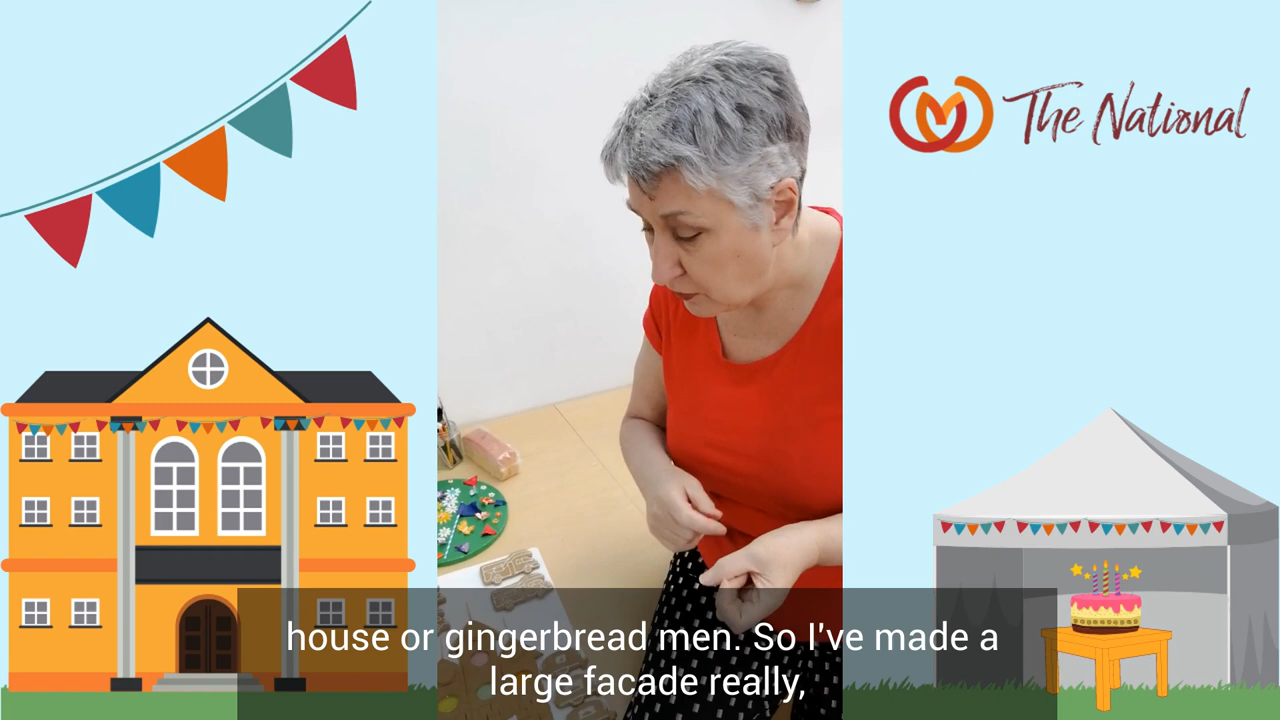 The National
house or gingerbread men. So I've made a
large facade really,